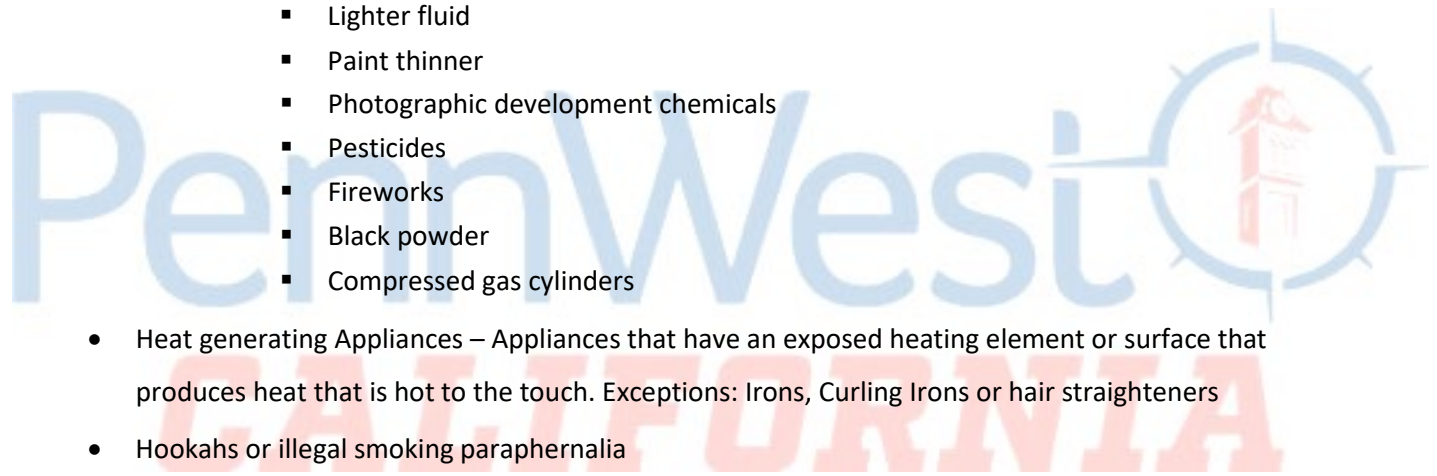 ▪ Lighter fluid
▪ Paint thinner
▪ Photographic development chemicals
▪ Pesticides
▪ Fireworks
▪ Black powder
▪ Compressed gas cylinders
• Heat generating Appliances – Appliances that have an exposed heating element or surface that
produces heat that is hot to the touch. Exceptions: Irons, Curling Irons or hair straighteners
• Hookahs or illegal smoking paraphernalia
PennWest
CALIFORNIA